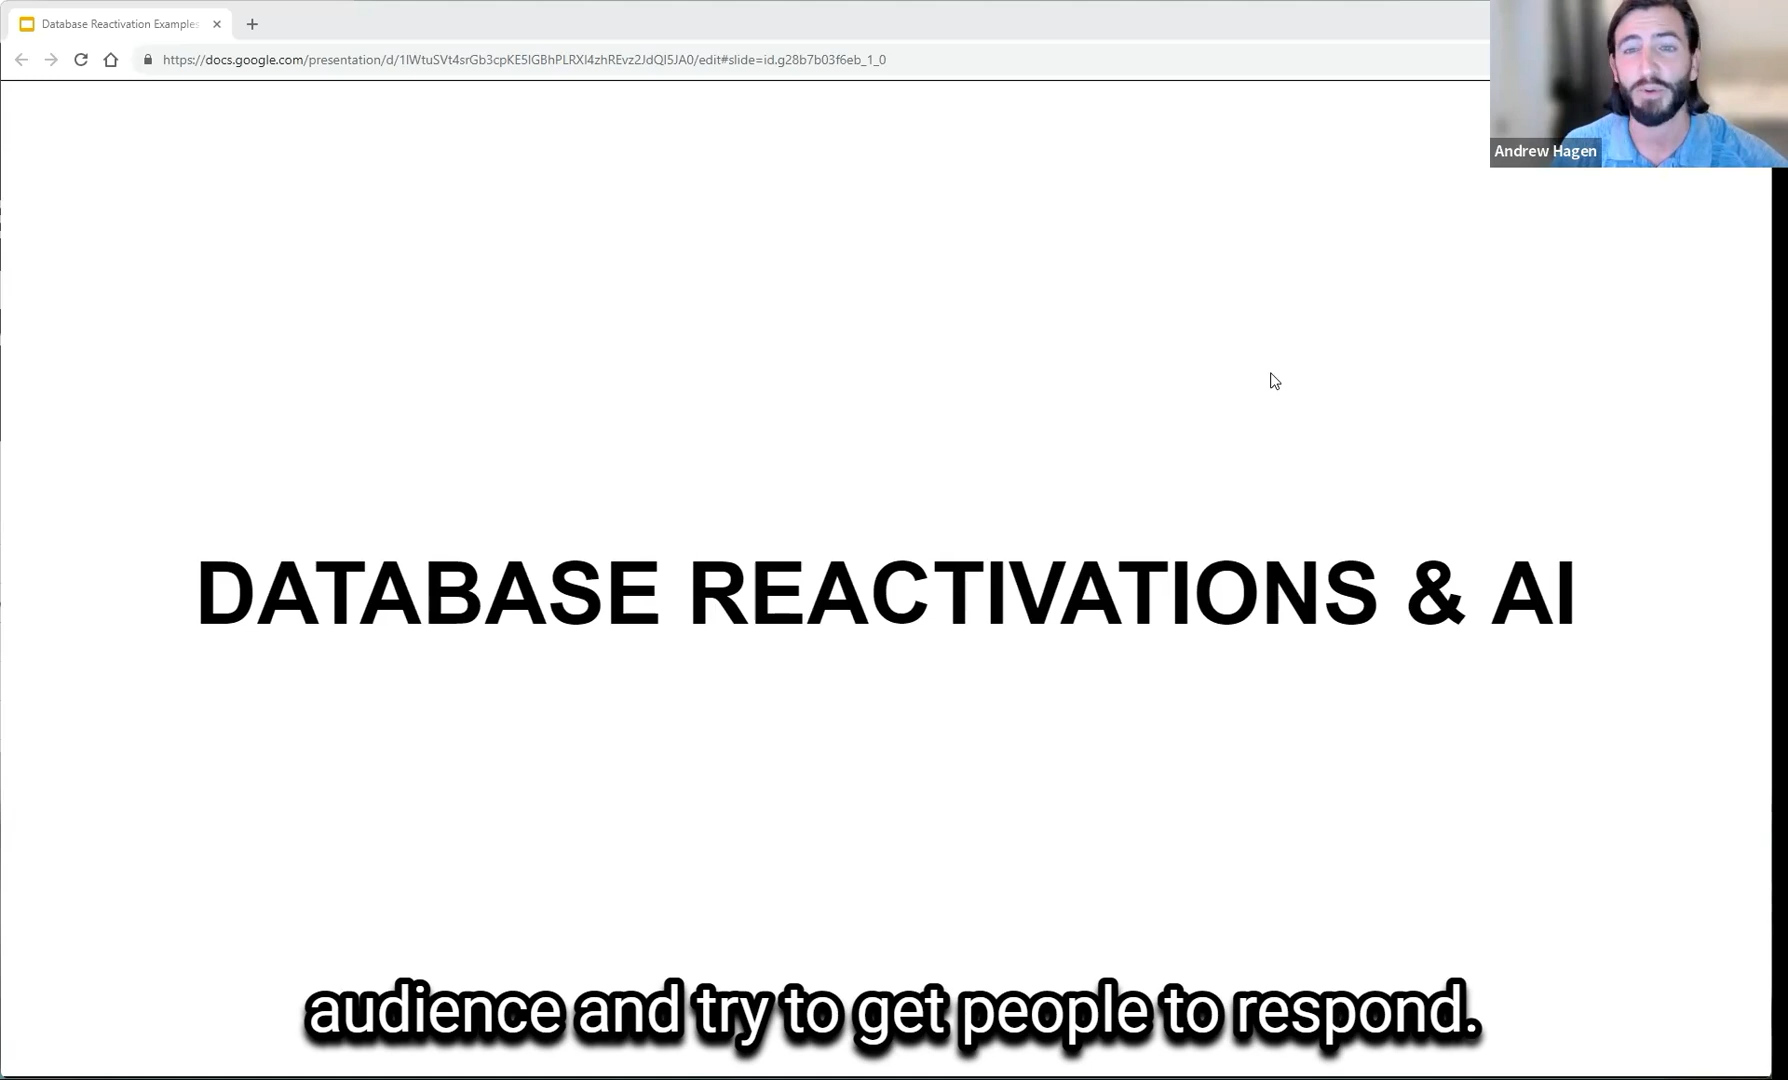 Database Reactivation Examples
https://docs.google.com/presentation/d/1lWtuSVt4srGb3cpKE5lGBhPLRXl4zhREvz2JdQJ5JA0/edit#slide=id.g28b7b03f6eb_1_0
Andrew Hagen
DATABASE REACTIVATIONS & AI
audience and try to get people to respond.